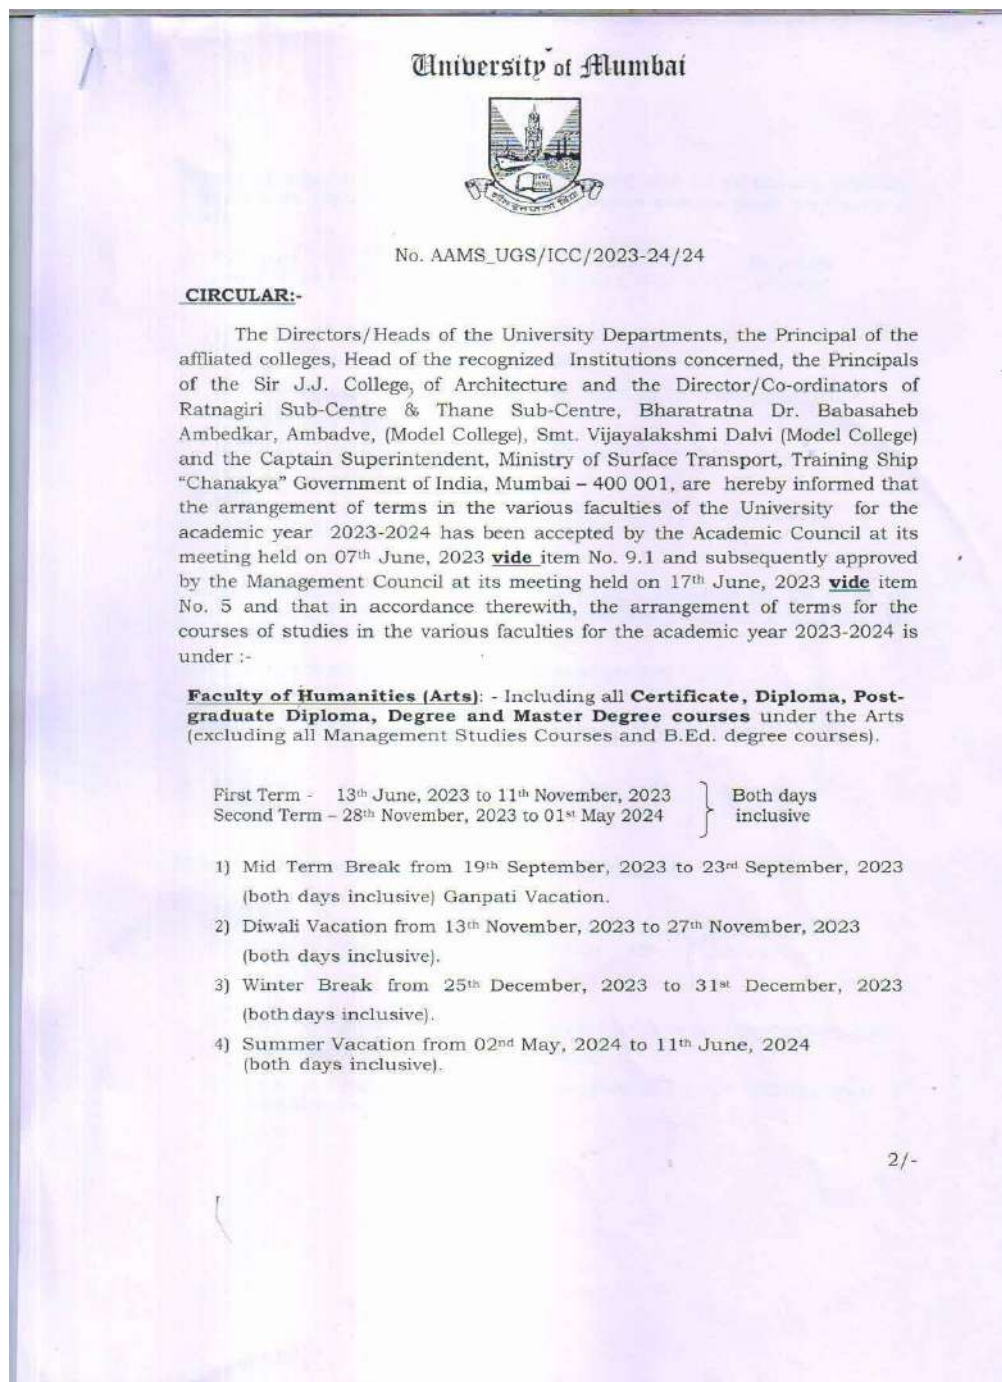 University of Mumbai
No. AAMS_UGS/ICC/2023-24/24
CIRCULAR:-
The Directors/Heads of the University Departments, the Principal of the
affliated colleges, Head of the recognized Institutions concerned, the Principals
of the Sir J.J. College, of Architecture and the Director/Co-ordinators of
Ratnagiri Sub-Centre & Thane Sub-Centre, Bharatratna Dr. Babasaheb
Ambedkar, Ambadve, (Model College), Smt. Vijayalakshmi Dalvi (Model College)
and the Captain Superintendent, Ministry of Surface Transport, Training Ship
“Chanakya” Government of India, Mumbai – 400 001, are hereby informed that
the arrangement of terms in the various faculties of the University for the
academic year 2023-2024 has been accepted by the Academic Council at its
meeting held on 07th June, 2023 vide item No. 9.1 and subsequently approved
by the Management Council at its meeting held on 17th June, 2023 vide item
No. 5 and that in accordance therewith, the arrangement of terms for the
courses of studies in the various faculties for the academic year 2023-2024 is
under :-
Faculty of Humanities (Arts): - Including all Certificate, Diploma, Post-
graduate Diploma, Degree and Master Degree courses under the Arts
(excluding all Management Studies Courses and B.Ed. degree courses).
First Term - 13th June, 2023 to 11th November, 2023 Both days
Second Term – 28th November, 2023 to 01st May 2024 inclusive
1) Mid Term Break from 19th September, 2023 to 23rd September, 2023
(both days inclusive) Ganpati Vacation.
2) Diwali Vacation from 13th November, 2023 to 27th November, 2023
(both days inclusive).
3) Winter Break from 25th December, 2023 to 31st December, 2023
(both days inclusive).
4) Summer Vacation from 02nd May, 2024 to 11th June, 2024
(both days inclusive).
2/-